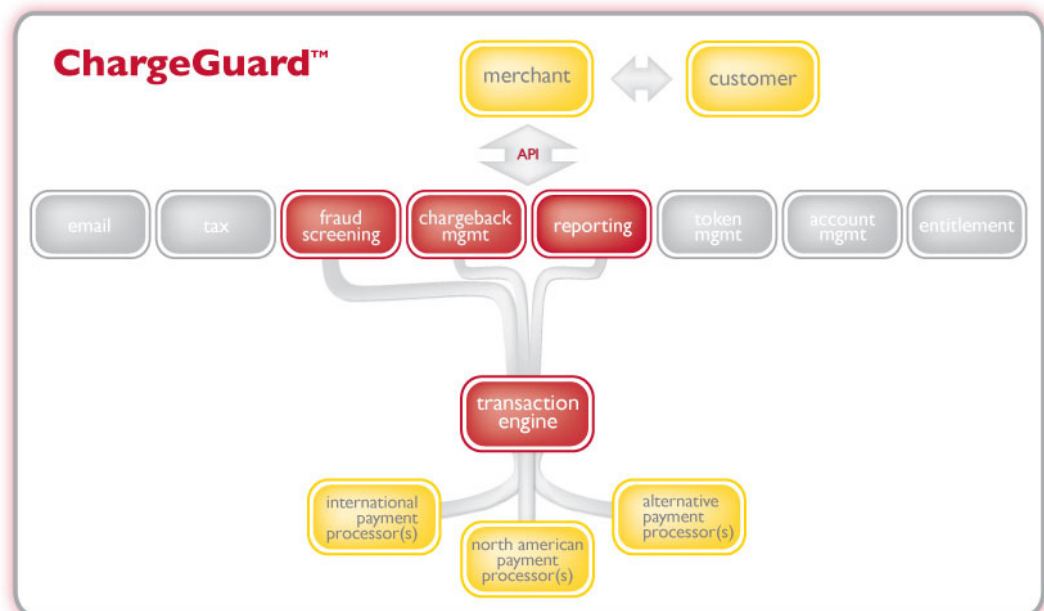 ChargeGuard™
merchant
customer
API
email
tax
fraud
screening
chargeback
mgmt
reporting
token
mgmt
account
mgmt
entitlement
transaction
engine
international
payment
processor(s)
north american
payment
processor(s)
alternative
payment
processor(s)